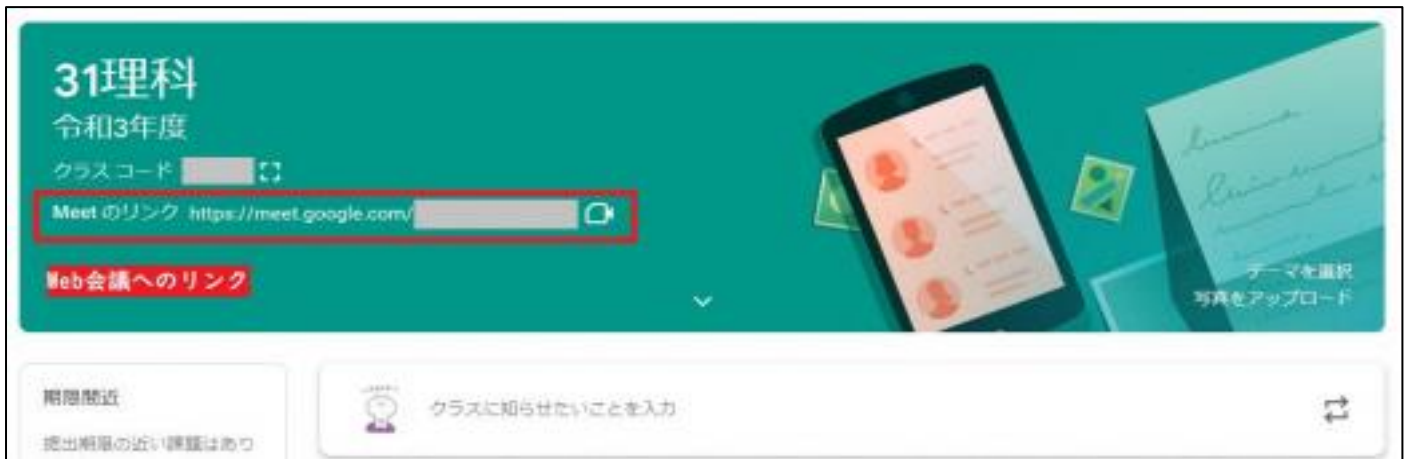 31理科
令和3年度
クラス コード
Meet のリンク https://meet.google.com/
Web会議へのリンク
テーマを選択
写真をアップロード
期限間近
クラスに知らせたいことを入力
提出期限の近い課題はあり